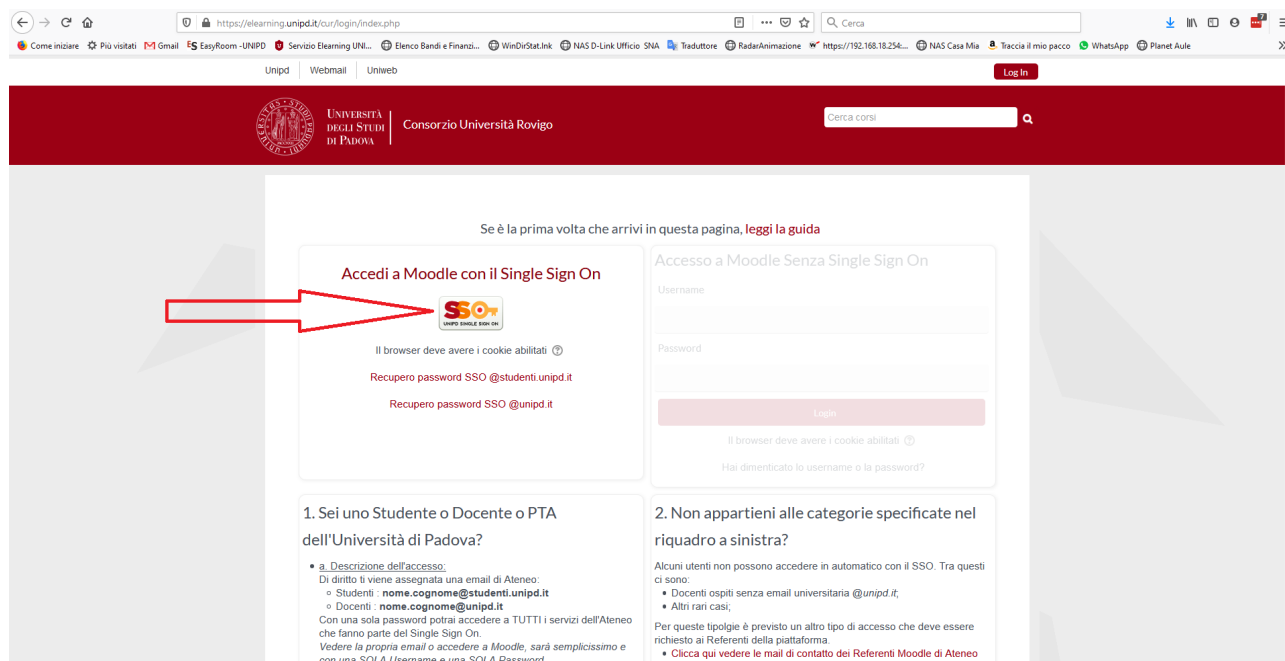 https://elearning.unipd.it/cur/login/index.php
Cerca
7
Come iniziare
Più visitati
Gmail
EasyRoom -UNIPD
Servizio Elearning UNI...
Elenco Bandi e Finanzi...
WinDirStat.lnk
NAS D-Link Ufficio
SNA
Traduttore
RadarAnimazione
https://192.168.18.254:...
NAS Casa Mia
Traccia il mio pacco
WhatsApp
Planet Aule
Unipd
Webmail
Uniweb
Log In
Università
degli Studi
di Padova
Consorzio Università Rovigo
Cerca corsi
Se è la prima volta che arrivi in questa pagina, leggi la guida
Accedi a Moodle con il Single Sign On
SSO
UNIPD SINGLE SIGN ON
Il browser deve avere i cookie abilitati
Recupero password SSO @studenti.unipd.it
Recupero password SSO @unipd.it
Accesso a Moodle Senza Single Sign On
Username
Password
Login
Il browser deve avere i cookie abilitati
Hai dimenticato lo username o la password?
1. Sei uno Studente o Docente o PTA
dell'Università di Padova?
a. Descrizione dell'accesso:
Di diritto ti viene assegnata una email di Ateneo:
Studenti : nome.cognome@studenti.unipd.it
Docenti : nome.cognome@unipd.it
Con una sola password potrai accedere a TUTTI i servizi dell'Ateneo
che fanno parte del Single Sign On.
Vedere la propria email o accedere a Moodle, sarà semplicissimo e
con una SOLA Username e una SOLA Password
2. Non appartieni alle categorie specificate nel
riquadro a sinistra?
Alcuni utenti non possono accedere in automatico con il SSO. Tra questi
ci sono:
Docenti ospiti senza email universitaria @unipd.it;
Altri rari casi;
Per queste tipolgie è previsto un altro tipo di accesso che deve essere
richiesto ai Referenti della piattaforma.
Clicca qui vedere le mail di contatto dei Referenti Moodle di Ateneo